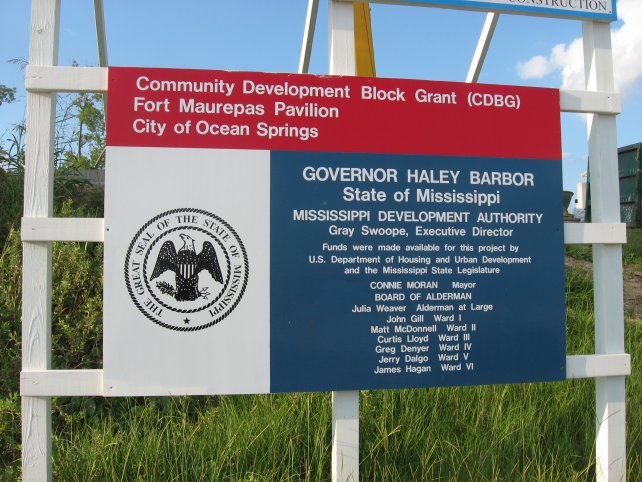 CONSTRUCTION.
Community Development Block Grant (CDBG)
Fort Maurepas Pavilion
City of Ocean Springs
THE GREAT SEAL OF THE STATE OF MISSISSIPPI
GOVERNOR HALEY BARBOR
State of Mississippi
MISSISSIPPI DEVELOPMENT AUTHORITY
Gray Swoope, Executive Director
Funds were made available for this project by
U.S. Department of Housing and Urban Development
and the Mississippi State Legislature
CONNIE MORAN Mayor
BOARD OF ALDERMAN
Julia Weaver Alderman at Large
John Gill Ward I
Matt McDonnell Ward II
Curtis Lloyd Ward III
Greg Denyer Ward IV
Jerry Dalgo Ward V
James Hagan Ward VI